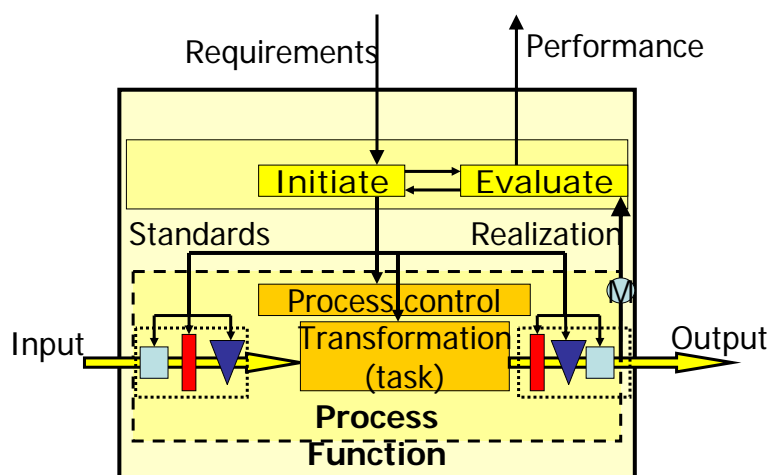 Requirements
Performance
Initiate
Evaluate
Standards
Realization
M
Process control
Input
Transformation
(task)
Output
Process
Function